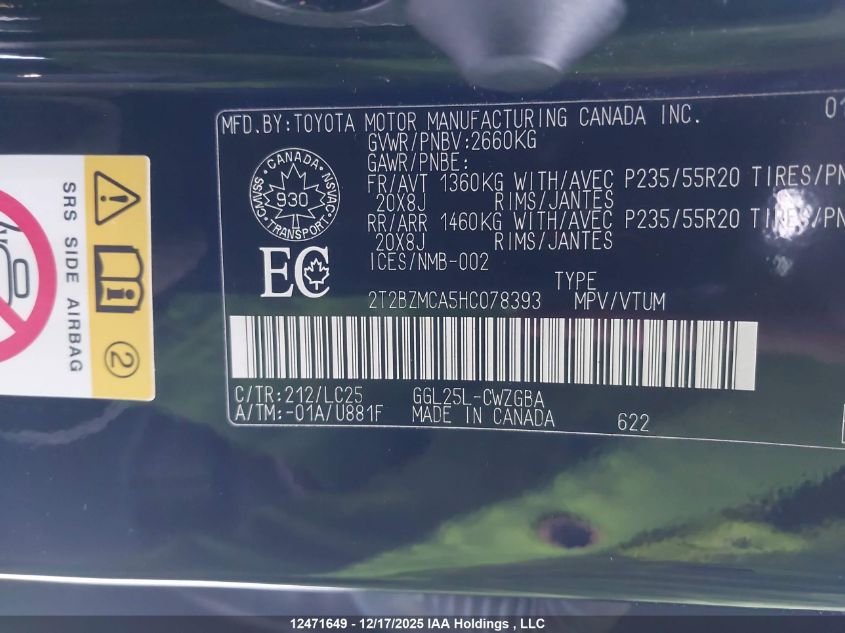 MFD.BY:TOYOTA MOTOR MANUFACTURING CANADA INC. 01
GVWR/PNBV:2660KG
GAWR/PNBE:
FR/AVT 1360KG WITH/AVEC P235/55R20 TIRES/PN
20X8J RIMS/JANTES
RR/ARR 1460KG WITH/AVEC P235/55R20 TIRES/PN
20X8J RIMS/JANTES
ICES/NMB-002
CANADA
CMVSS 930 NSVAC
TRANSPORT
EC
TYPE
2T2BZMCA5HC078393 MPV/VTUM
C/TR:212/LC25 GGL25L-CWZGBA
A/TM:-01A/U881F MADE IN CANADA 622
SRS SIDE AIRBAG
2
12471649 - 12/17/2025 IAA Holdings , LLC